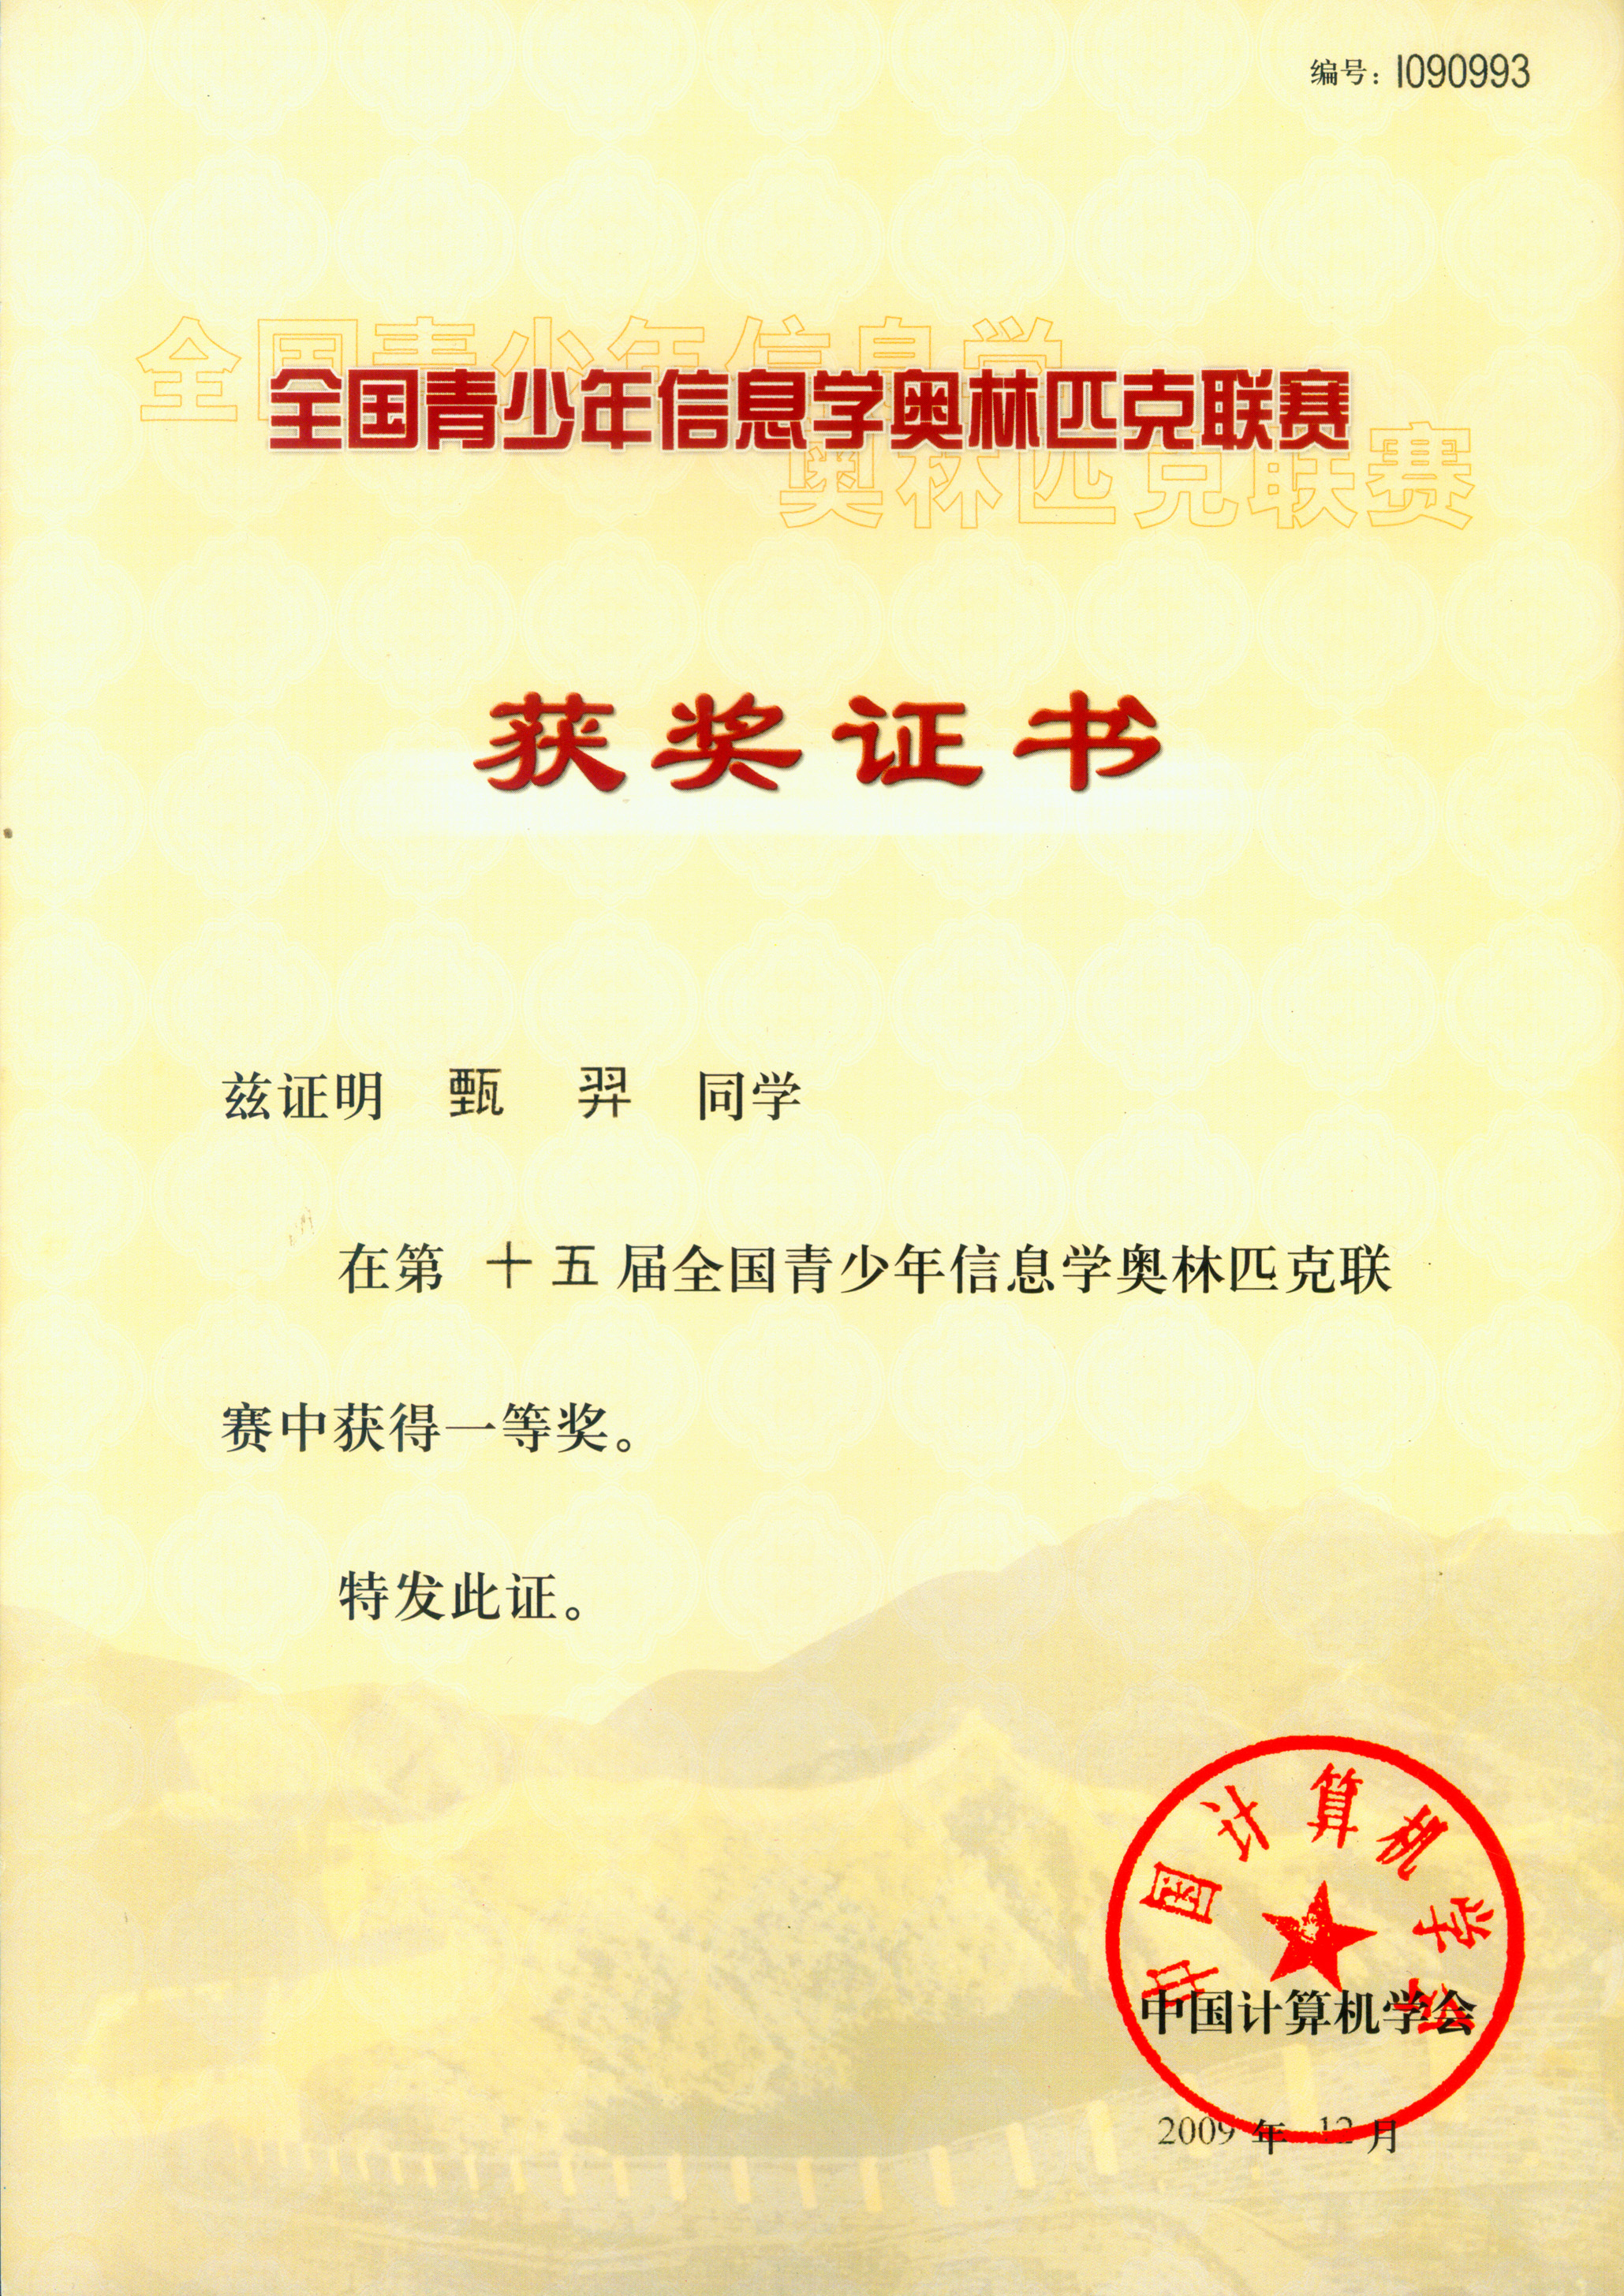 编号：I090993
全国青少年信息学
全国青少年信息学奥林匹克联赛
奥林匹克联赛
获奖证书
兹证明 甄 羿 同学
在第 十五 届全国青少年信息学奥林匹克联
赛中获得一等奖。
特发此证。
中国计算机学会
中国计算机学会
2009 年 12 月